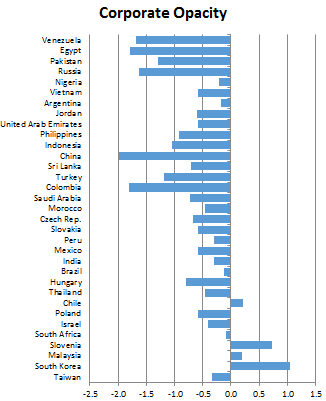 Corporate Opacity
Venezuela
Egypt
Pakistan
Russia
Nigeria
Vietnam
Argentina
Jordan
United Arab Emirates
Philippines
Indonesia
China
Sri Lanka
Turkey
Colombia
Saudi Arabia
Morocco
Czech Rep.
Slovakia
Peru
Mexico
India
Brazil
Hungary
Thailand
Chile
Poland
Israel
South Africa
Slovenia
Malaysia
South Korea
Taiwan
-2.5 -2.0 -1.5 -1.0 -0.5 0.0 0.5 1.0 1.5